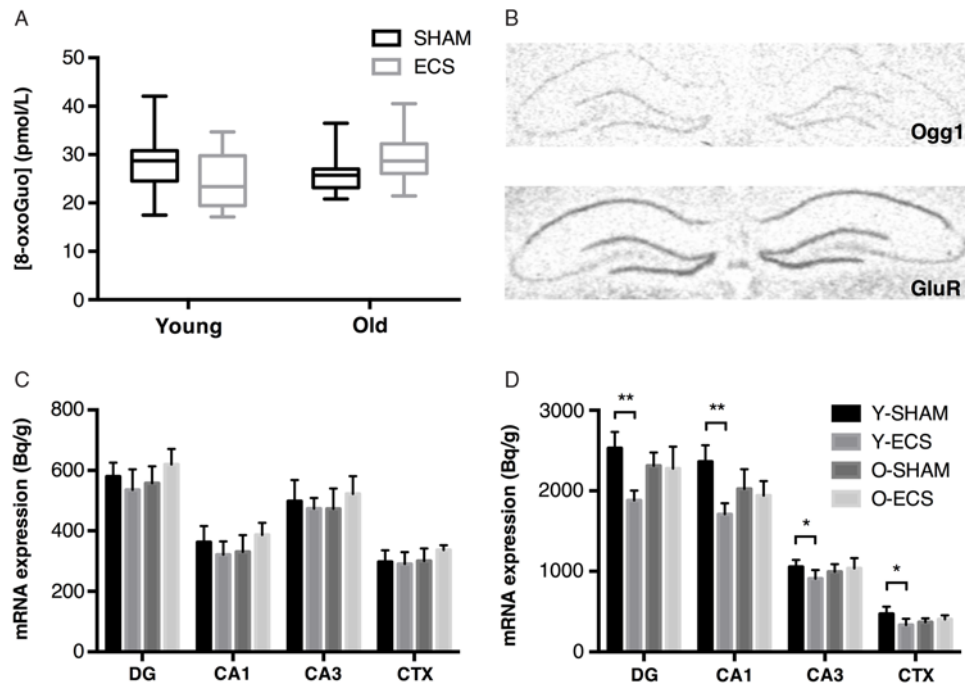 A
SHAM
ECS
[8-oxoGuo] (pmol/L)
50
40
30
20
10
0
Young Old
B
Ogg1
GluR
C
mRNA expression (Bq/g)
800
600
400
200
0
DG CA1 CA3 CTX
D
mRNA expression (Bq/g)
3000
2000
1000
0
** ** * *
Y-SHAM
Y-ECS
O-SHAM
O-ECS
DG CA1 CA3 CTX